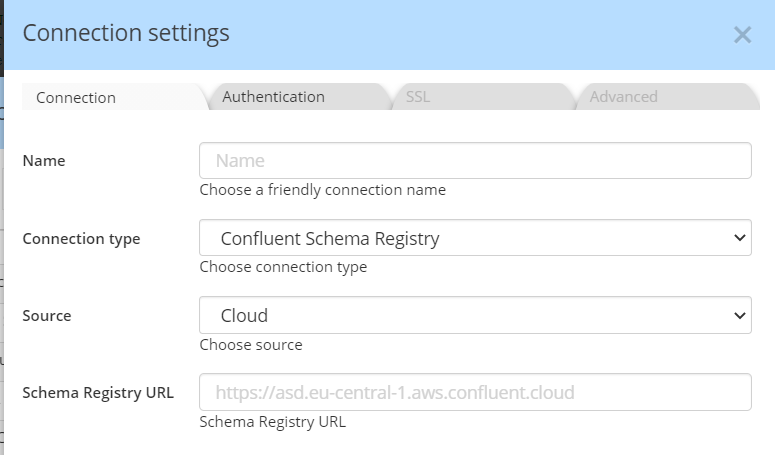 Connection settings
Connection Authentication SSL Advanced
Name Name
Choose a friendly connection name
Connection type Confluent Schema Registry
Choose connection type
Source Cloud
Choose source
Schema Registry URL https://asd.eu-central-1.aws.confluent.cloud
Schema Registry URL